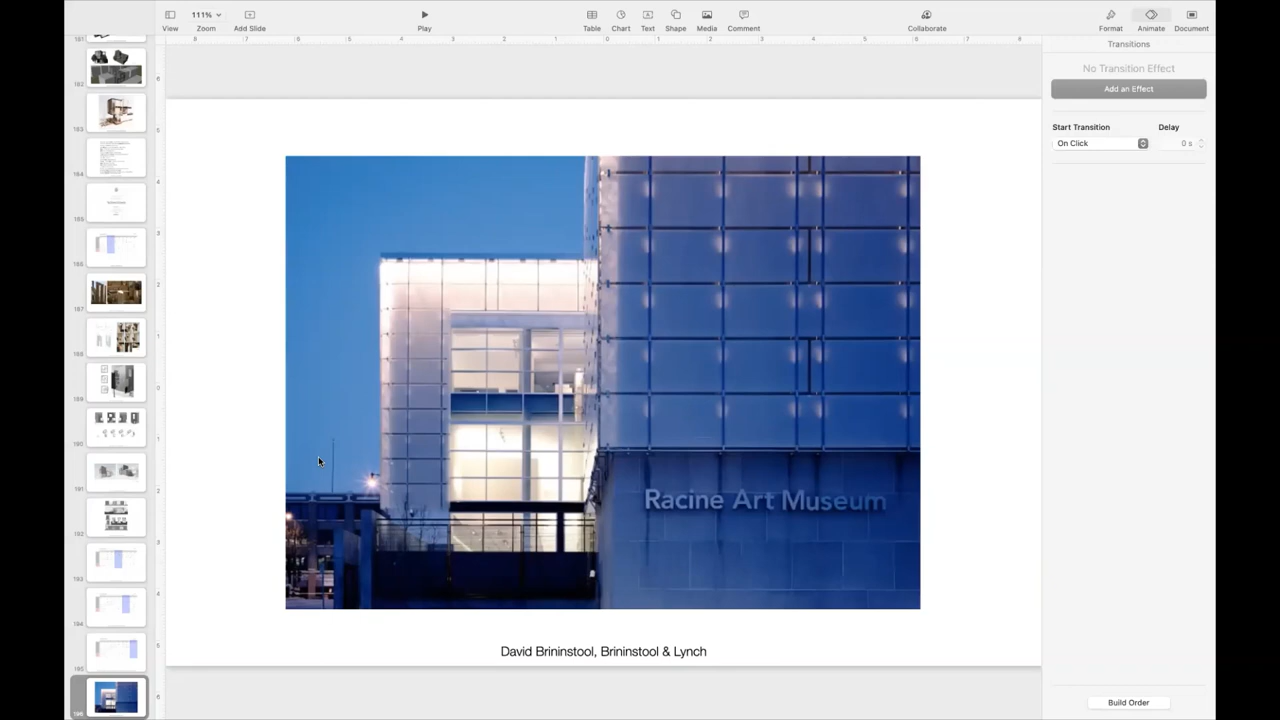 111%
View
Zoom
Add Slide
Play
Table
Chart
Text
Shape
Media
Comment
Collaborate
Format
Animate
Document
Transitions
No Transition Effect
Add an Effect
Start Transition
Delay
On Click
0 s
Racine Art Museum
David Brininstool, Brininstool & Lynch
Build Order